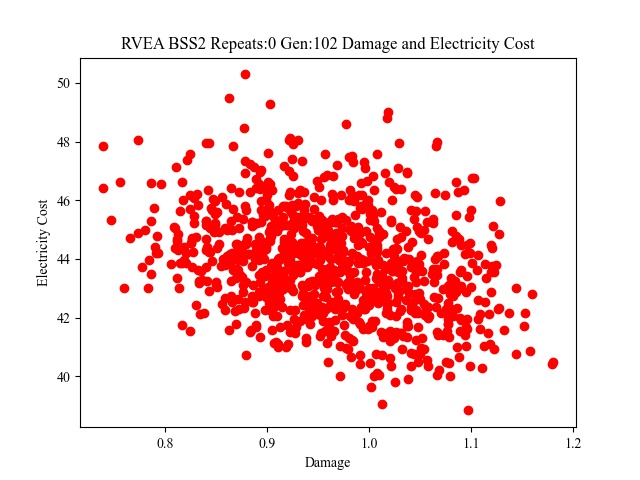 RVEA BSS2 Repeats:0 Gen:102 Damage and Electricity Cost
50
48
46
44
42
40
Electricity Cost
0.8 0.9 1.0 1.1 1.2
Damage